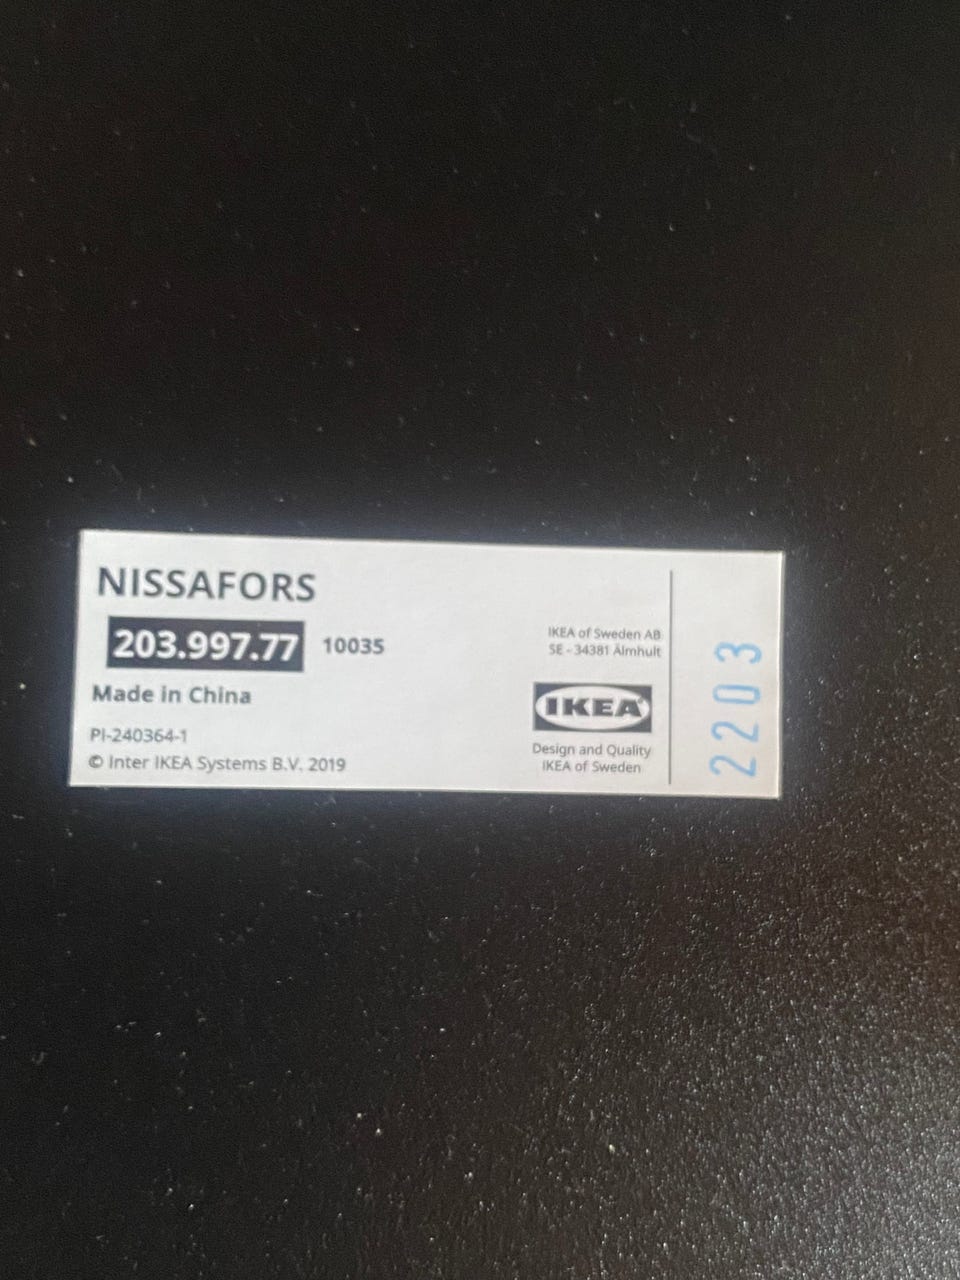 NISSAFORS
203.997.77 10035
Made in China
PI-240364-1
© Inter IKEA Systems B.V. 2019
IKEA of Sweden AB
SE - 34381 Älmhult
IKEA
Design and Quality
IKEA of Sweden
2203